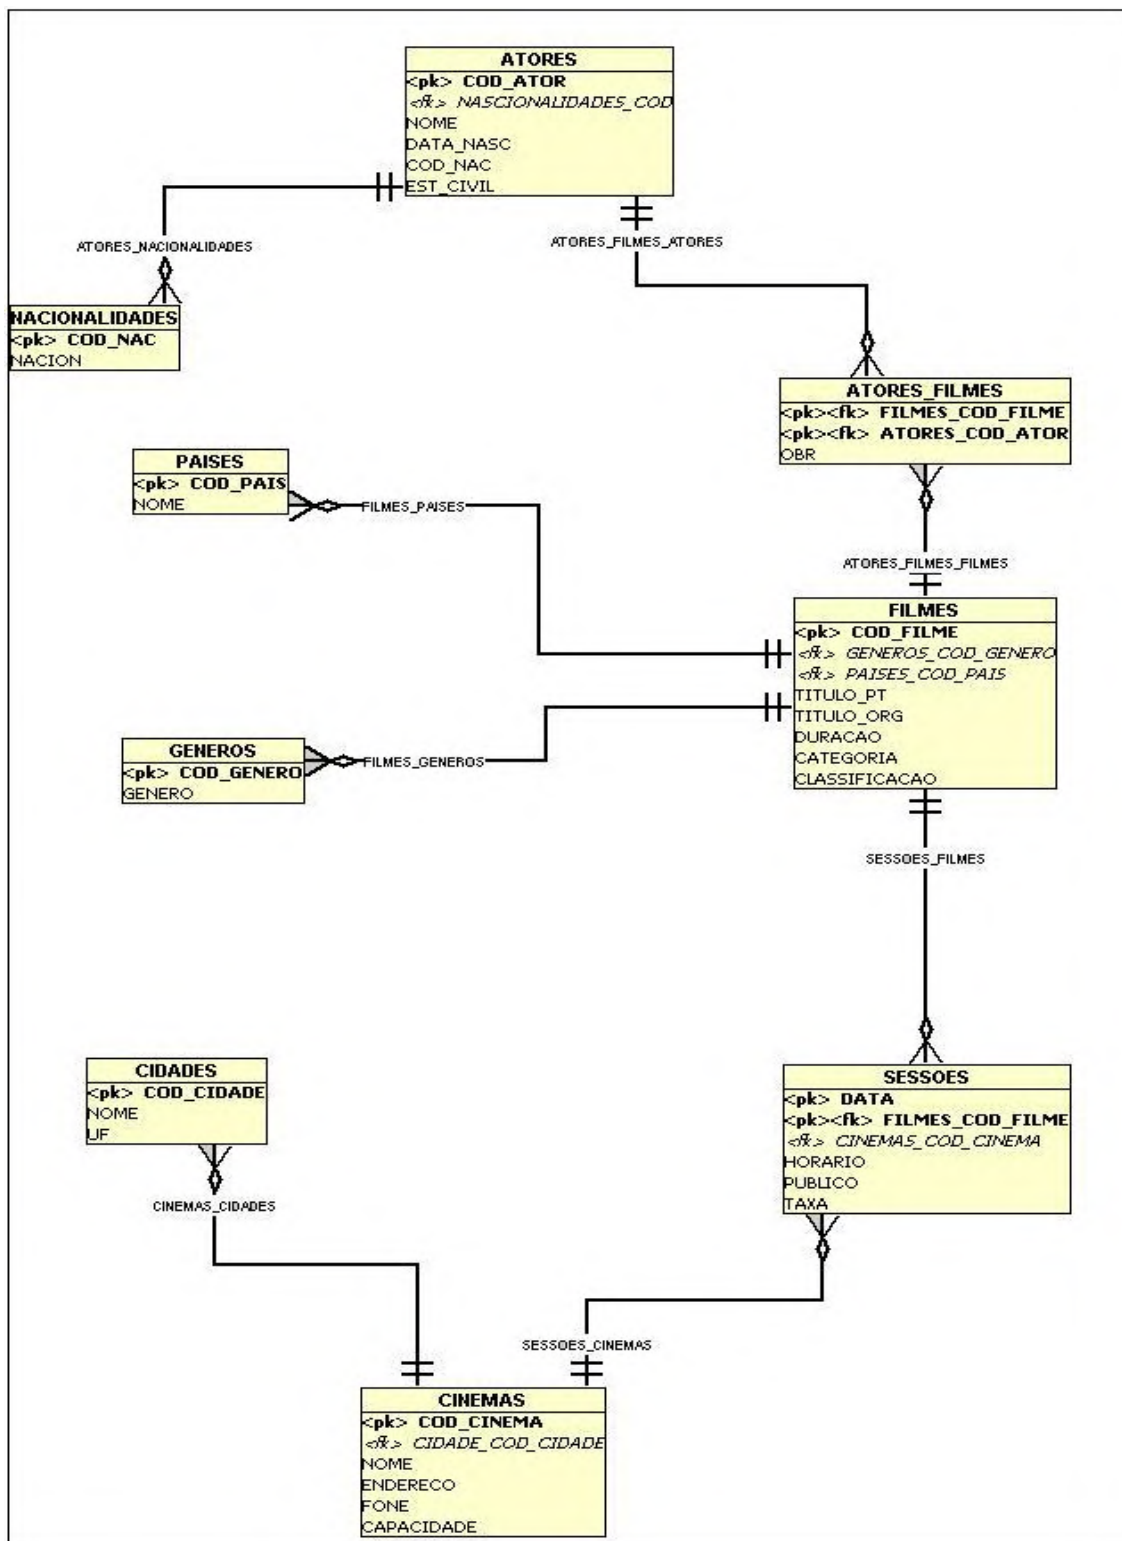 ATORES
<pk> COD_ATOR
<fk> NASCIONALIDADES_COD
NOME
DATA_NASC
COD_NAC
EST_CIVIL
ATORES_NACIONALIDADES
ATORES_FILMES_ATORES
NACIONALIDADES
<pk> COD_NAC
NACION
ATORES_FILMES
<pk><fk> FILMES_COD_FILME
<pk><fk> ATORES_COD_ATOR
OBR
PAISES
<pk> COD_PAIS
NOME
FILMES_PAISES
ATORES_FILMES_FILMES
FILMES
<pk> COD_FILME
<fk> GENEROS_COD_GENERO
<fk> PAISES_COD_PAIS
TITULO_PT
TITULO_ORG
DURACAO
CATEGORIA
CLASSIFICACAO
GENEROS
<pk> COD_GENERO
GENERO
FILMES_GENEROS
SESSOES_FILMES
CIDADES
<pk> COD_CIDADE
NOME
UF
CINEMAS_CIDADES
SESSOES
<pk> DATA
<pk><fk> FILMES_COD_FILME
<fk> CINEMAS_COD_CINEMA
HORARIO
PUBLICO
TAXA
SESSOES_CINEMAS
CINEMAS
<pk> COD_CINEMA
<fk> CIDADE_COD_CIDADE
NOME
ENDERECO
FONE
CAPACIDADE